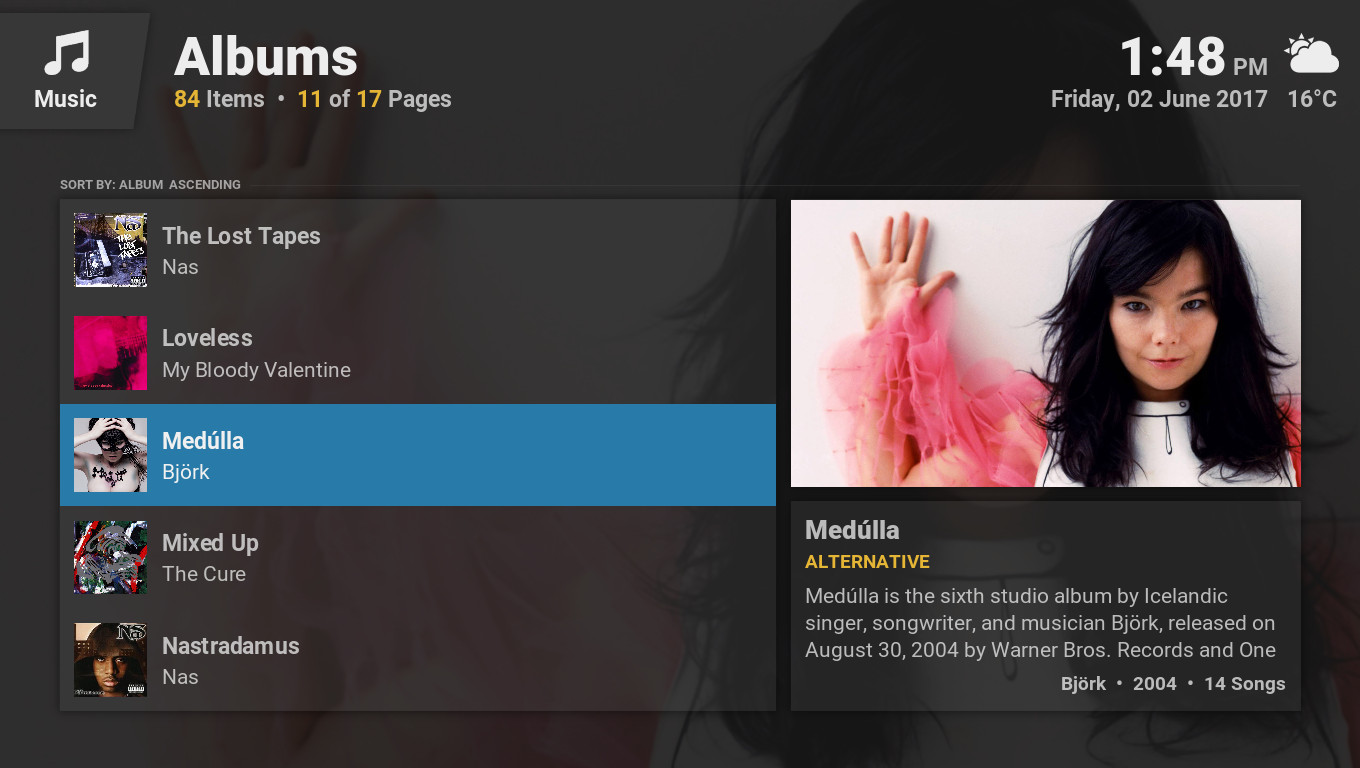 Music
Albums
84 Items • 11 of 17 Pages
1:48 PM
Friday, 02 June 2017 16°C
SORT BY: ALBUM ASCENDING
The Lost Tapes
Nas
Loveless
My Bloody Valentine
Medúlla
Björk
Mixed Up
The Cure
Nastradamus
Nas
Medúlla
ALTERNATIVE
Medúlla is the sixth studio album by Icelandic
singer, songwriter, and musician Björk, released on
August 30, 2004 by Warner Bros. Records and One
Björk • 2004 • 14 Songs